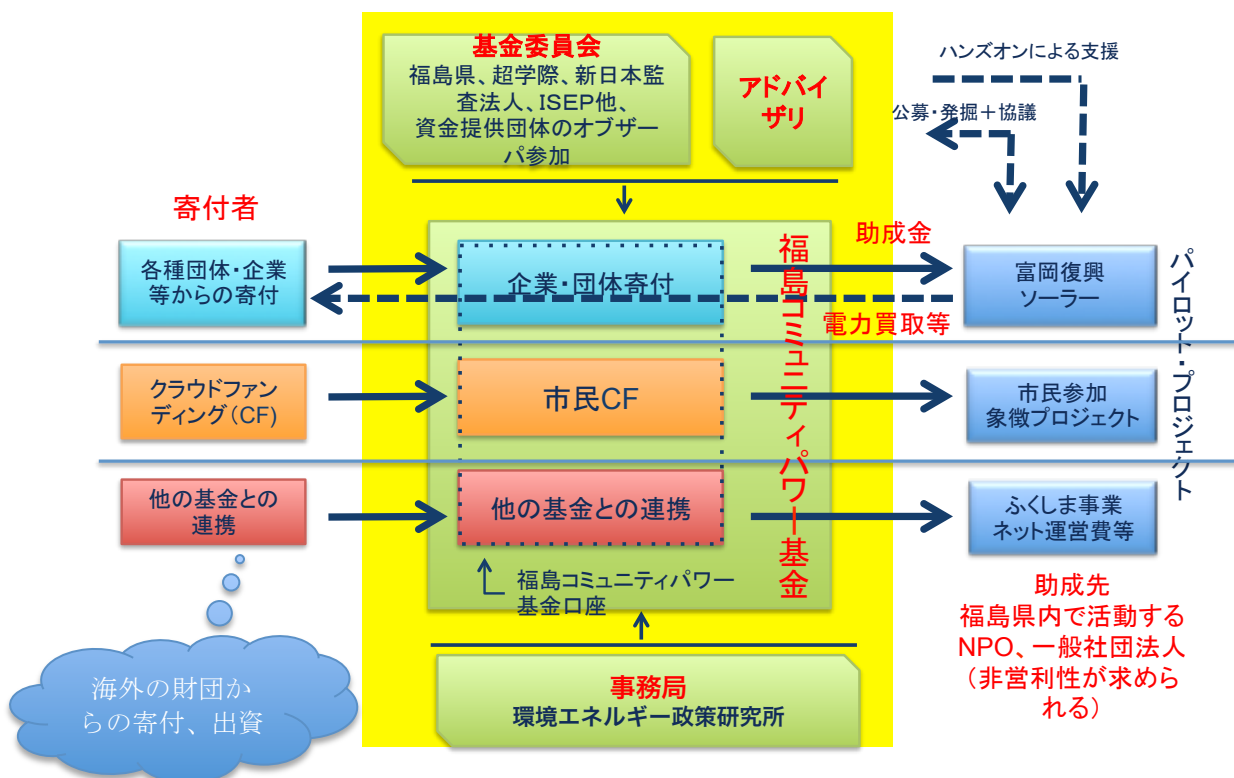 基金委員会
福島県、超学際、新日本監
査法人、ISEP他、
資金提供団体のオブザー
パ参加
アドバイ
ザリ
ハンズオンによる支援
公募・発掘＋協議
寄付者
各種団体・企業
等からの寄付
企業・団体寄付
助成金
電力買取等
富岡復興
ソーラー
クラウドファン
ディング(CF)
市民CF
市民参加
象徴プロジェクト
他の基金との
連携
他の基金との連携
ふくしま事業
ネット運営費等
福島コミュニティパワー基金
パイロット・プロジェクト
福島コミュニティパワー
基金口座
助成先
福島県内で活動する
NPO、一般社団法人
（非営利性が求めら
れる）
海外の財団か
らの寄付、出資
事務局
環境エネルギー政策研究所